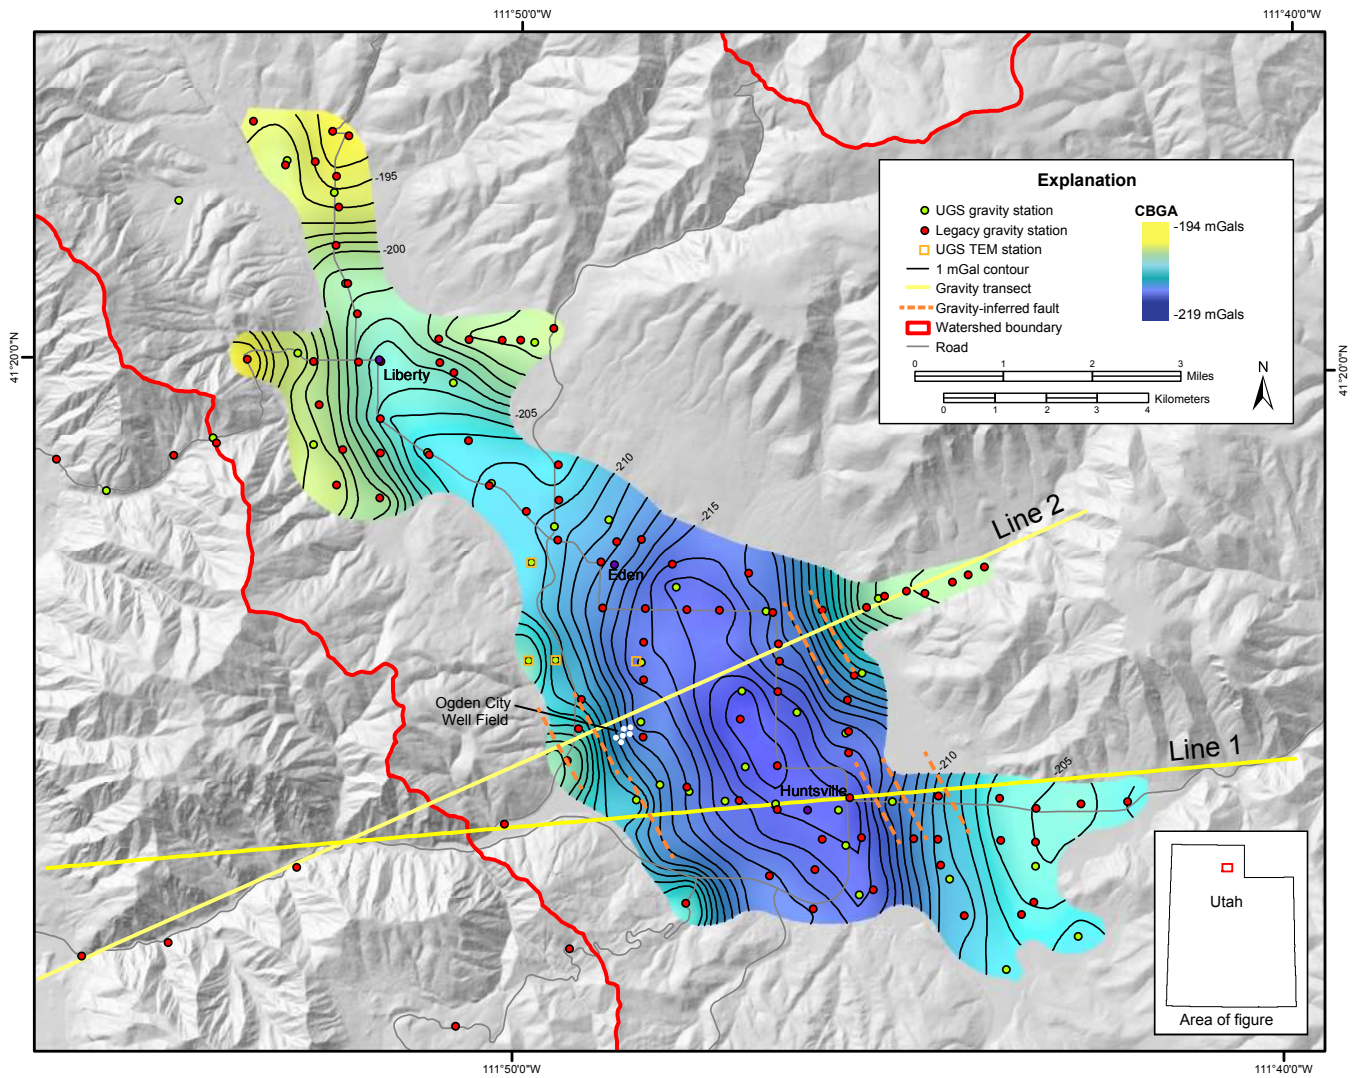 111°50'0"W
111°40'0"W
Explanation
UGS gravity station
Legacy gravity station
UGS TEM station
1 mGal contour
Gravity transect
Gravity-inferred fault
Watershed boundary
Road
CBGA
-194 mGals
-219 mGals
0 1 2 3
Miles
Kilometers
0 1 2 3 4
N
-195
-200
41°20'0"N
41°20'0"N
Liberty
-205
-210
-215
Line 2
Eden
Ogden City
Well Field
Line 1
-210
-205
Huntsville
Utah
Area of figure
111°50'0"W
111°40'0"W